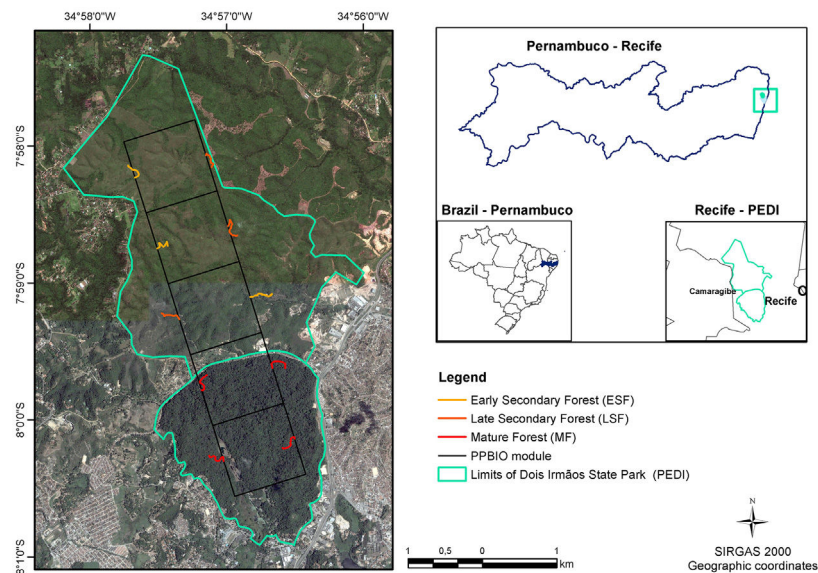 34°58'0"W
34°57'0"W
34°56'0"W
7°58'0"S
7°59'0"S
8°0'0"S
8°1'0"S
Pernambuco - Recife
Brazil - Pernambuco
Recife - PEDI
Camaragibe
Recife
Legend
Early Secondary Forest (ESF)
Late Secondary Forest (LSF)
Mature Forest (MF)
PPBIO module
Limits of Dois Irmãos State Park (PEDI)
N
1 0,5 0 1
km
SIRGAS 2000
Geographic coordinates